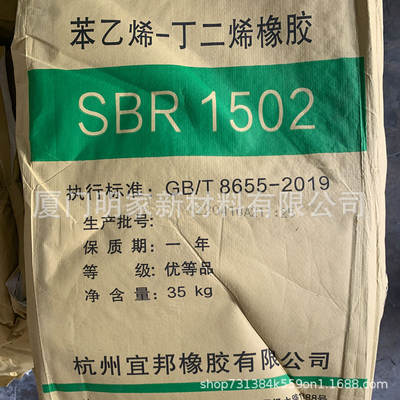 苯乙烯-丁二烯橡胶
SBR 1502
执行标准: GB/T 8655-2019
厦门明家新材料有限公司
生产批号:
保质期: 一年
等级: 优等品
净含量: 35 kg
杭州宜邦橡胶有限公司
shop731384k559on1.1688.com